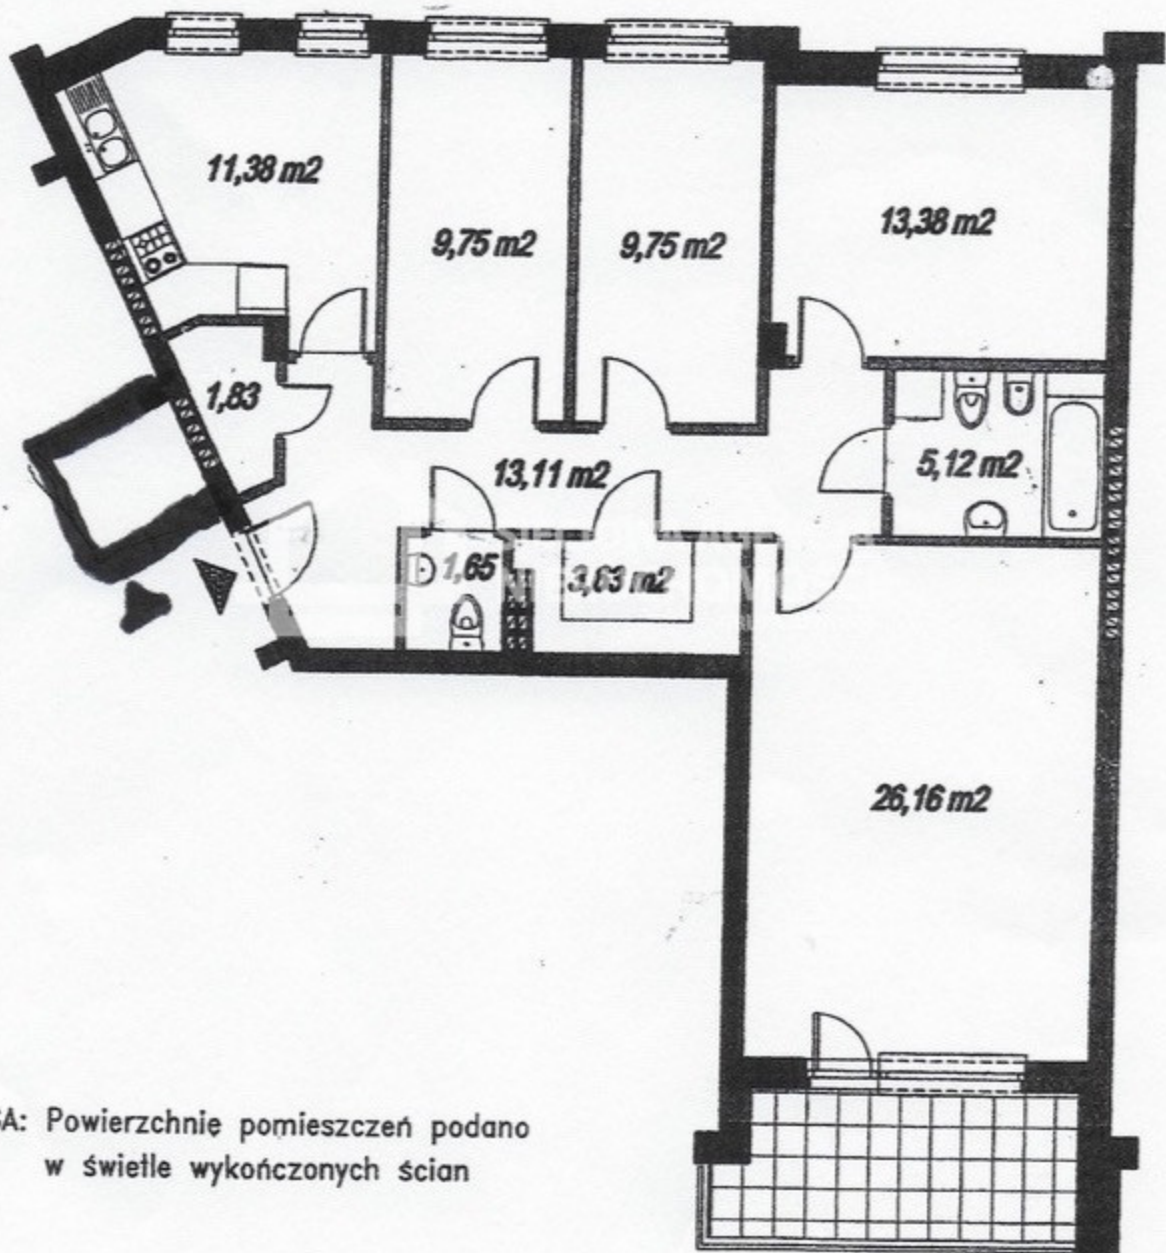 11,38 m2
9,75 m2
9,75 m2
13,38 m2
1,83
13,11 m2
5,12 m2
1,65
3,63 m2
26,16 m2
Powierzchnię pomieszczeń podano
w świetle wykończonych ścian